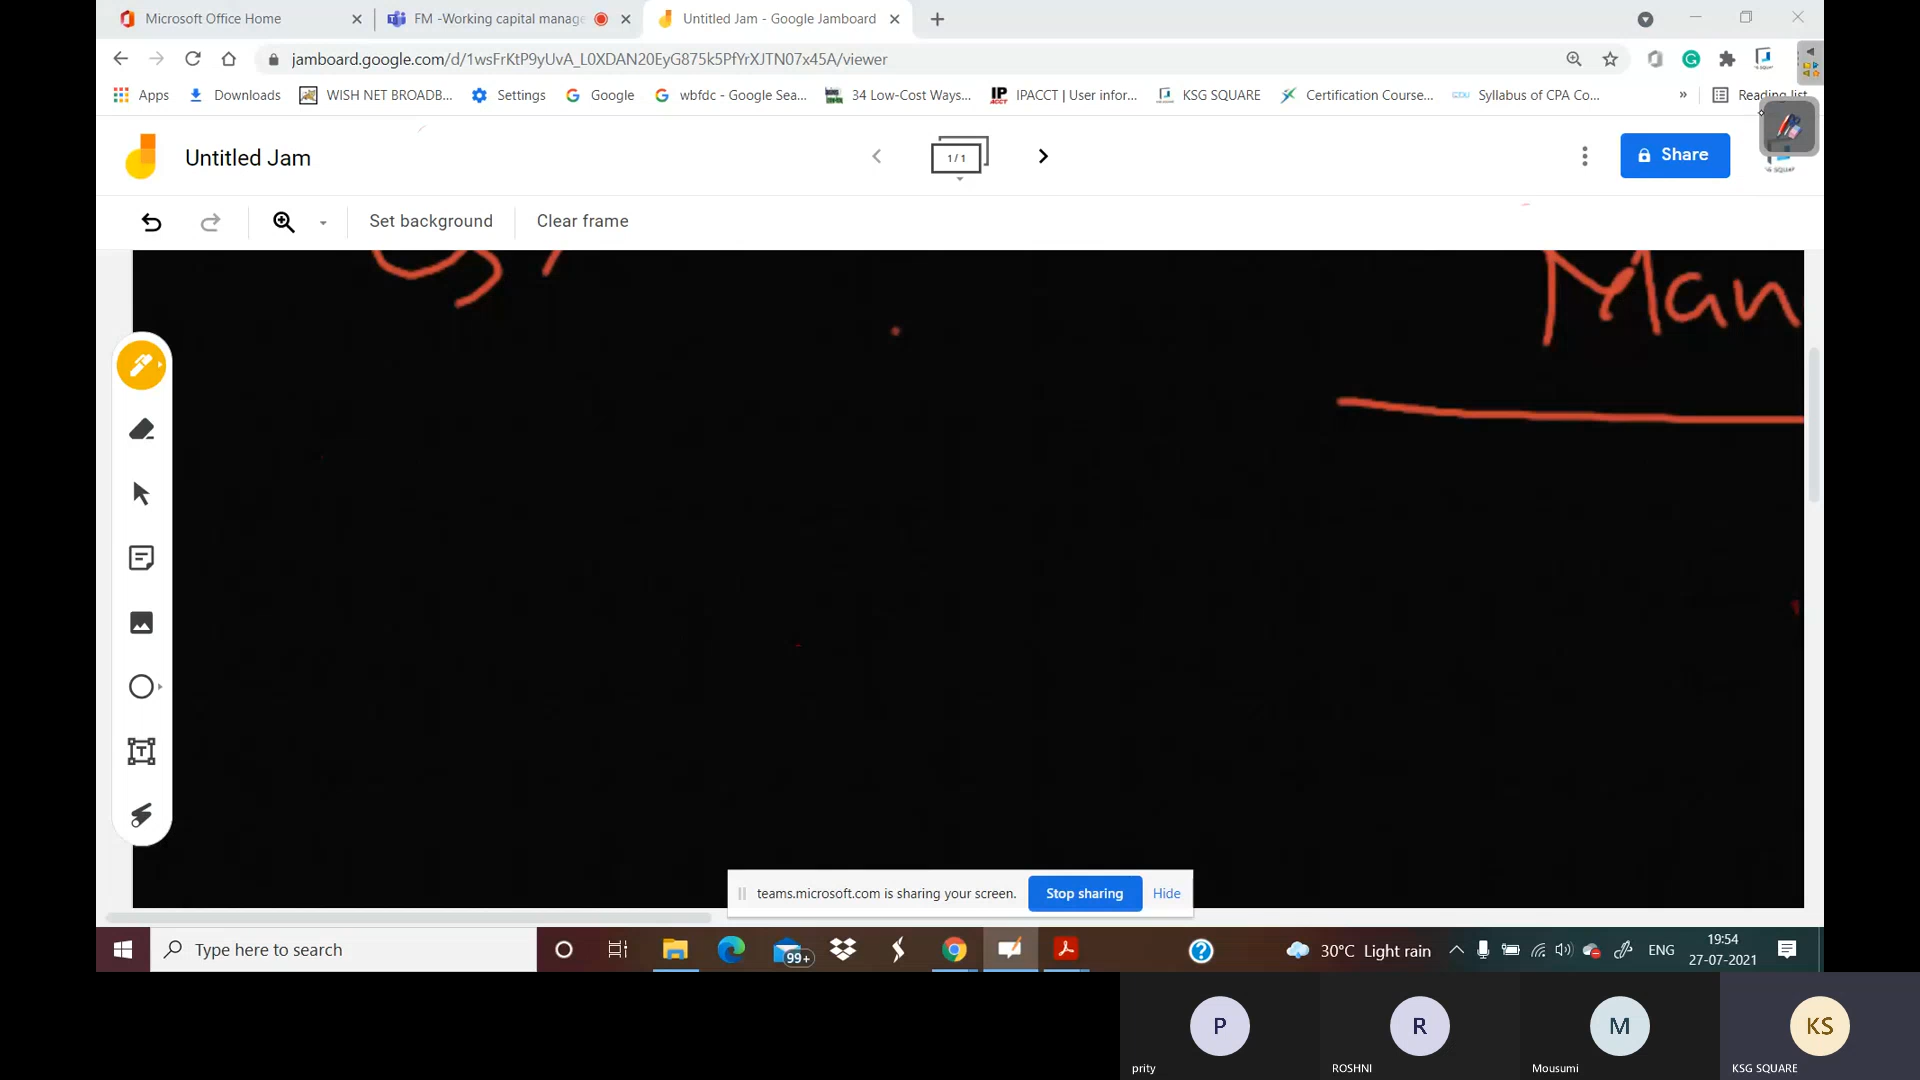 Microsoft Office Home
FM -Working capital manage
Untitled Jam - Google Jamboard
jamboard.google.com/d/1wsFrKtP9yUvA_L0XDAN20EyG875k5PfYrXJTN07x45A/viewer
Apps
Downloads
WISH NET BROADB...
Settings
Google
wbfdc - Google Sea...
34 Low-Cost Ways...
IPACCT | User infor...
KSG SQUARE
Certification Course...
Syllabus of CPA Co...
»
Reading list
Untitled Jam
1 / 1
Share
Set background
Clear frame
Man
teams.microsoft.com is sharing your screen.
Stop sharing
Hide
Type here to search
99+
30°C Light rain
ENG
19:54
27-07-2021
P
R
M
KS
prity
ROSHNI
Mousumi
KSG SQUARE